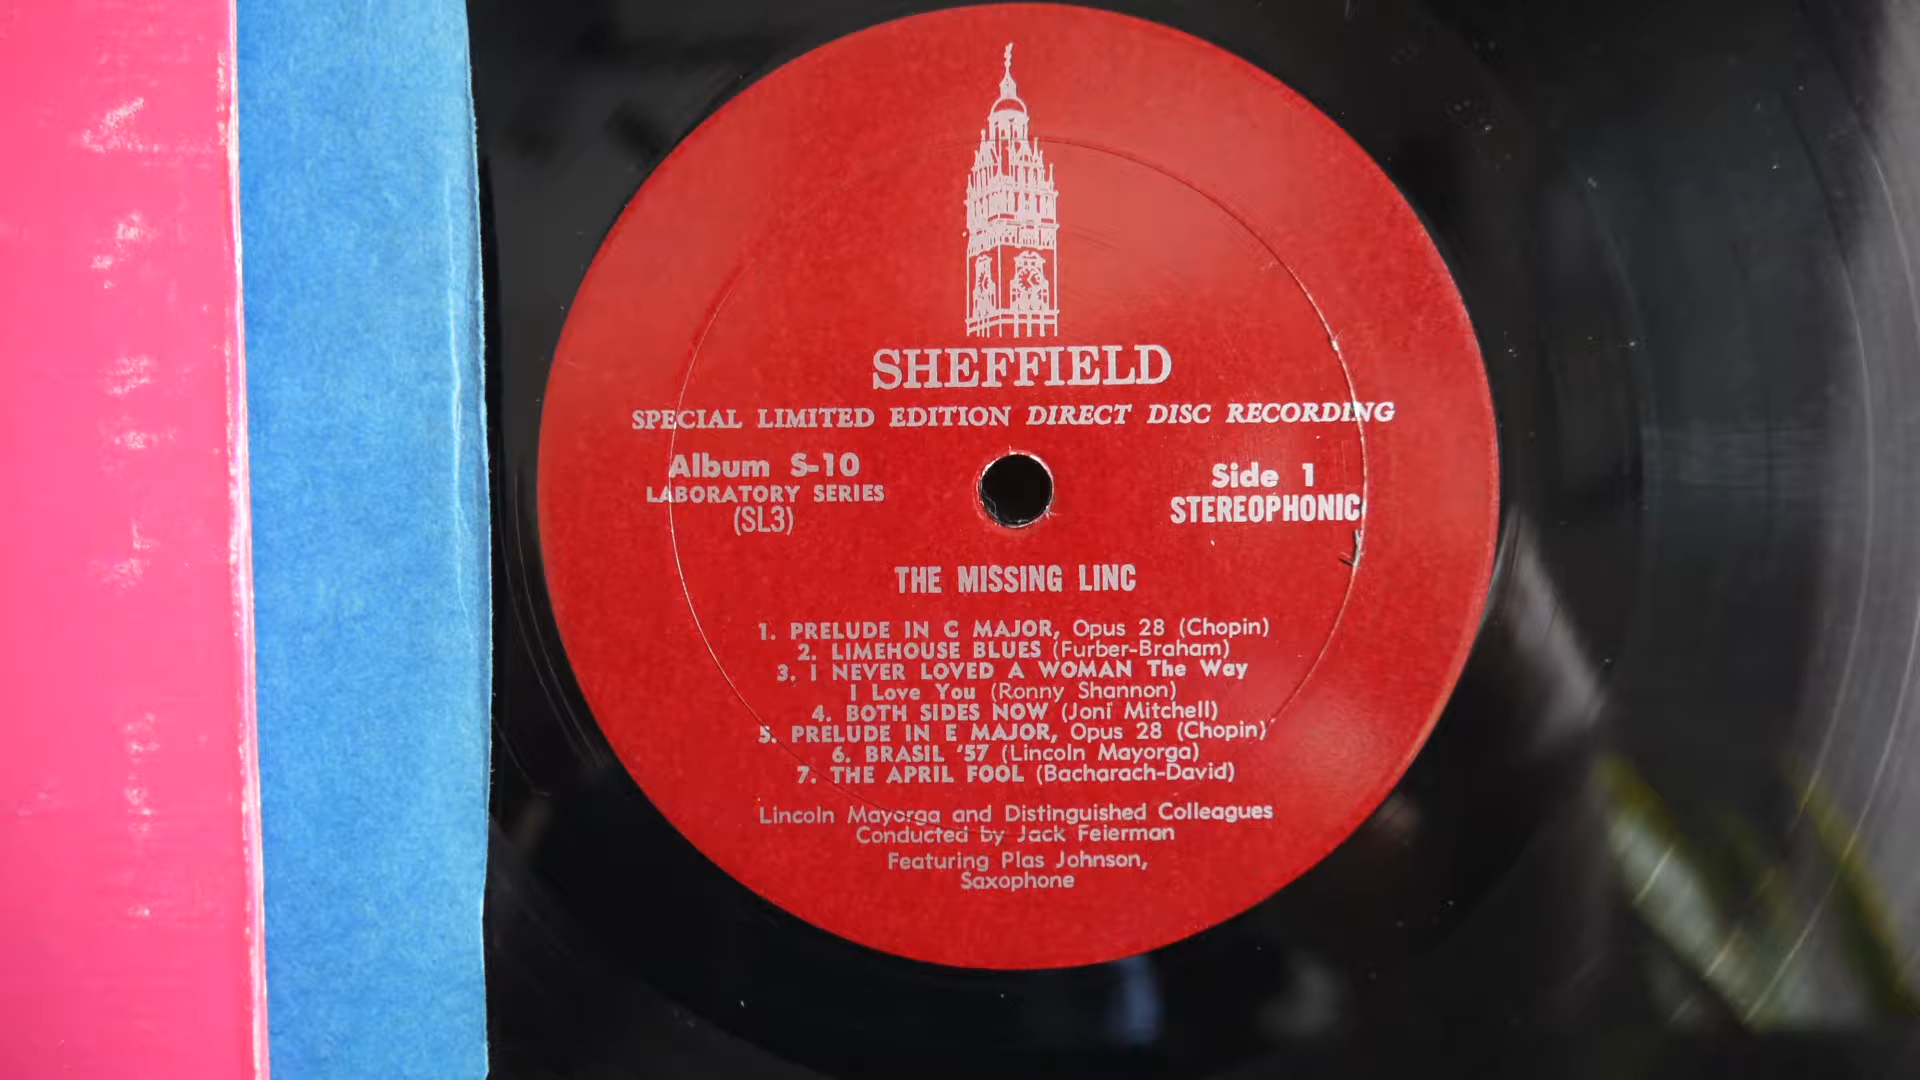 SHEFFIELD
SPECIAL LIMITED EDITION DIRECT DISC RECORDING
Album S-10
LABORATORY SERIES
(SL3)
Side 1
STEREOPHONIC
THE MISSING LINC
1. PRELUDE IN C MAJOR, Opus 28 (Chopin)
2. LIMEHOUSE BLUES (Furber-Braham)
3. I NEVER LOVED A WOMAN The Way
I Love You (Ronny Shannon)
4. BOTH SIDES NOW (Joni Mitchell)
5. PRELUDE IN E MAJOR, Opus 28 (Chopin)
6. BRASIL '57 (Lincoln Mayorga)
7. THE APRIL FOOL (Bacharach-David)
Lincoln Mayorga and Distinguished Colleagues
Conducted by Jack Feierman
Featuring Plas Johnson,
Saxophone